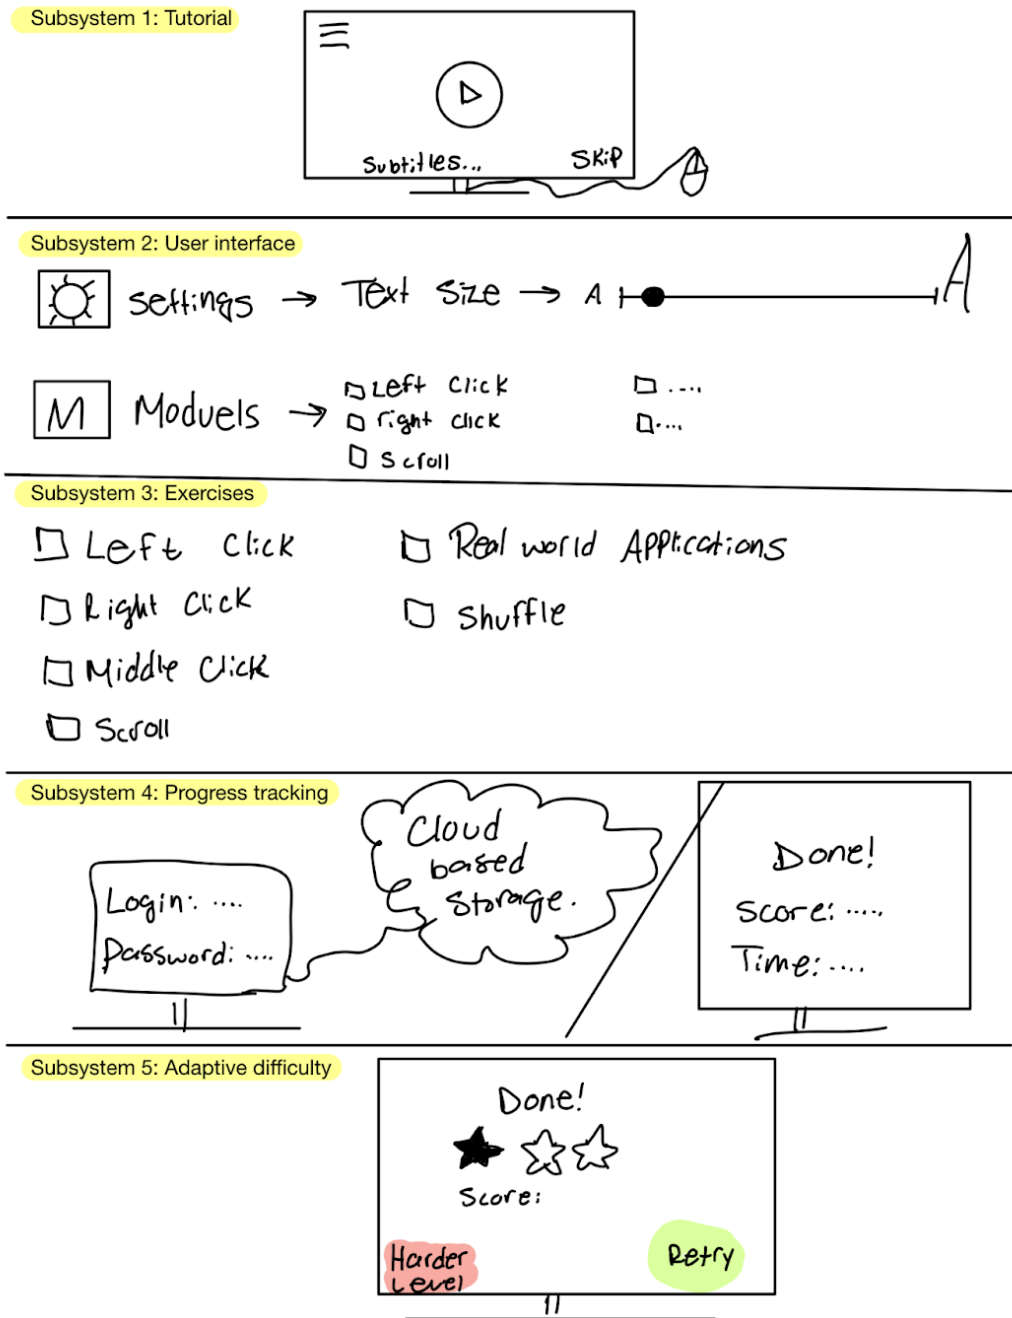 Subsystem 1: Tutorial
Subtitles...
Skip
Subsystem 2: User interface
Settings → Text Size → A A
M Moduels →
Left Click
right click
Scroll
....
....
Subsystem 3: Exercises
Left Click
Right Click
Middle Click
Scroll
Real world Applications
Shuffle
Subsystem 4: Progress tracking
Login: ....
Password: ....
Cloud
based
Storage.
Done!
Score: .....
Time: ....
Subsystem 5: Adaptive difficulty
Done!
Score:
Harder
Level
Retry